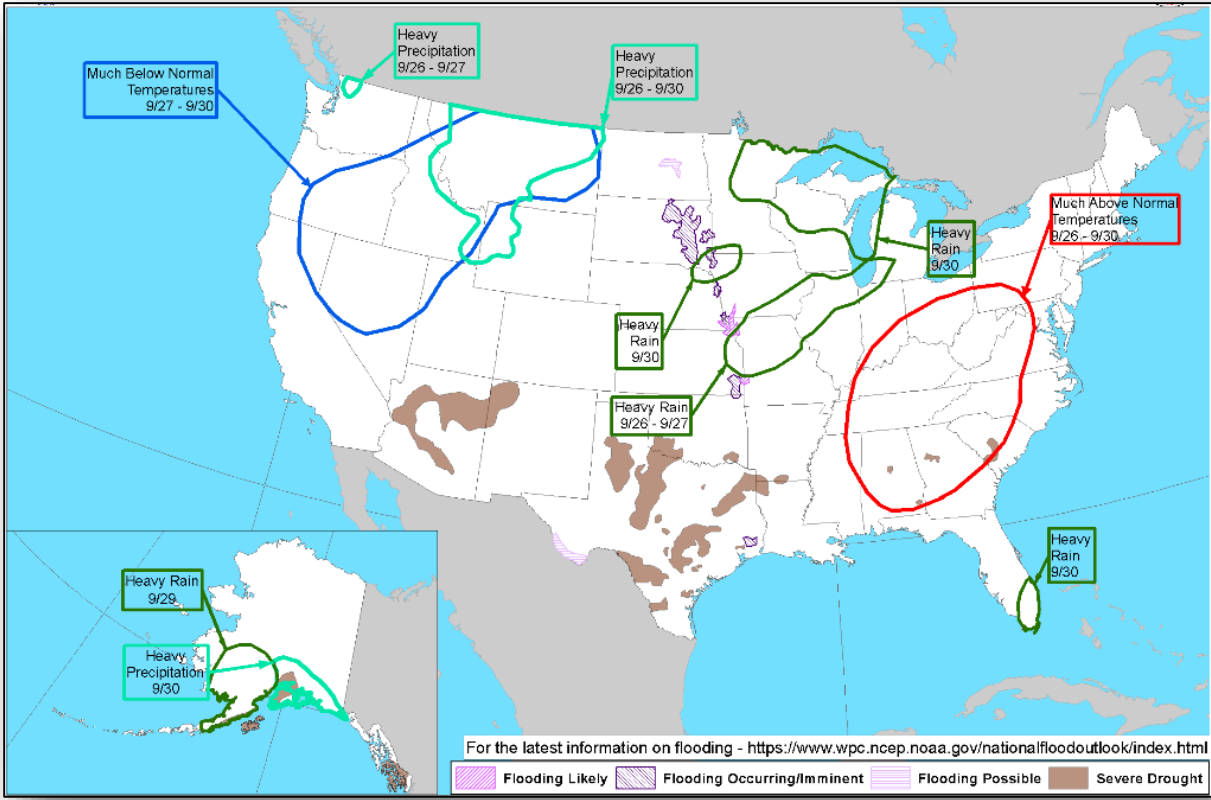 Heavy
Precipitation
9/26 - 9/27
Heavy
Precipitation
9/26 - 9/30
Much Below Normal
Temperatures
9/27 - 9/30
Much Above Normal
Temperatures
9/26 - 9/30
Heavy
Rain
9/30
Heavy
Rain
9/30
Heavy Rain
9/26 - 9/27
Heavy
Rain
9/30
Heavy Rain
9/29
Heavy
Precipitation
9/30
For the latest information on flooding - https://www.wpc.ncep.noaa.gov/nationalfloodoutlook/index.html
Flooding Likely
Flooding Occurring/Imminent
Flooding Possible
Severe Drought